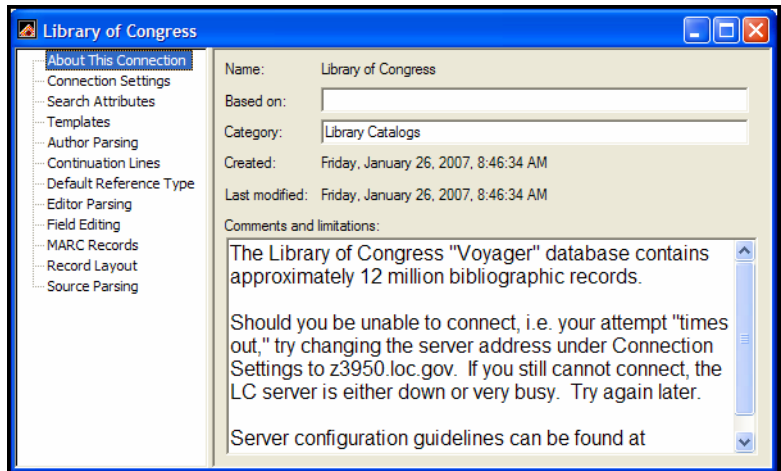 Library of Congress
About This Connection
Connection Settings
Search Attributes
Templates
Author Parsing
Continuation Lines
Default Reference Type
Editor Parsing
Field Editing
MARC Records
Record Layout
Source Parsing
Name: Library of Congress
Based on:
Category: Library Catalogs
Created: Friday, January 26, 2007, 8:46:34 AM
Last modified: Friday, January 26, 2007, 8:46:34 AM
Comments and limitations:
The Library of Congress "Voyager" database contains
approximately 12 million bibliographic records.
Should you be unable to connect, i.e. your attempt "times
out," try changing the server address under Connection
Settings to z3950.loc.gov. If you still cannot connect, the
LC server is either down or very busy. Try again later.
Server configuration guidelines can be found at